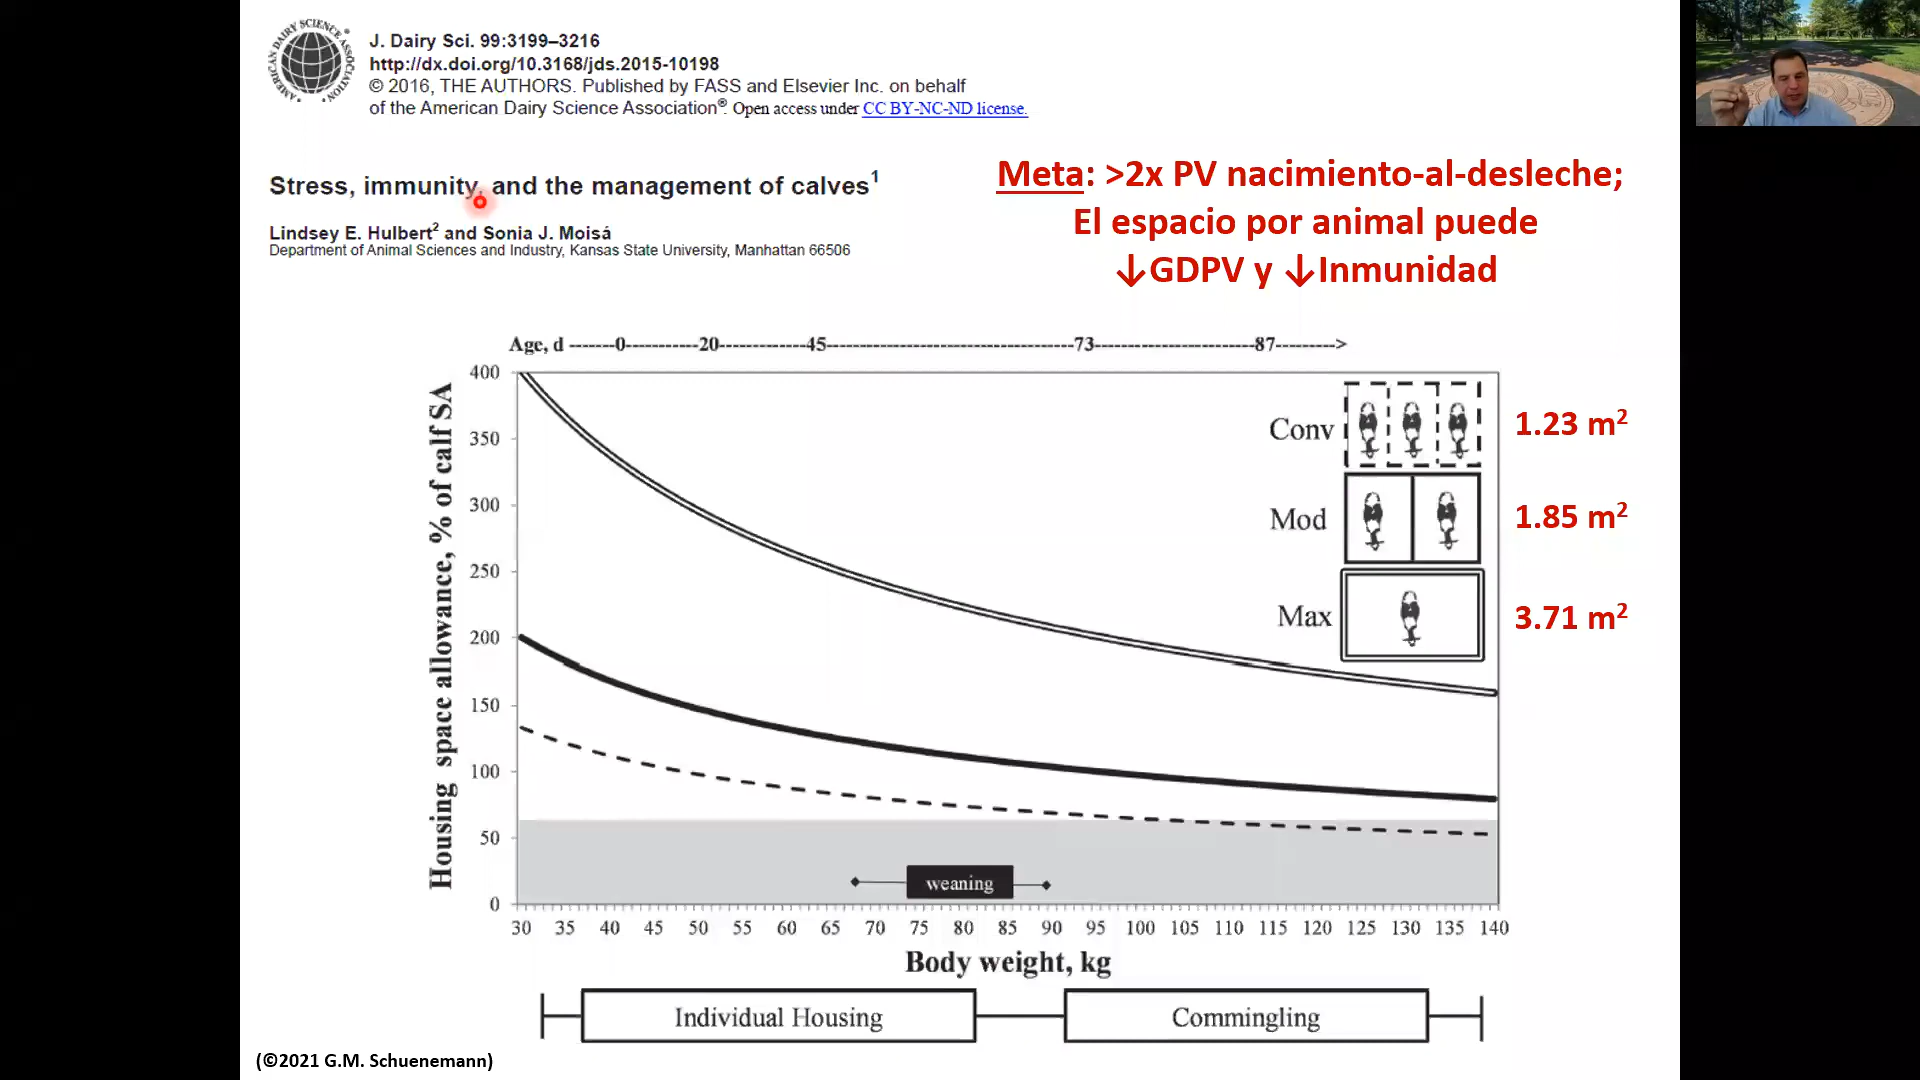 AMERICAN DAIRY SCIENCE ASSOCIATION
J. Dairy Sci. 99:3199–3216
http://dx.doi.org/10.3168/jds.2015-10198
© 2016, THE AUTHORS. Published by FASS and Elsevier Inc. on behalf
of the American Dairy Science Association®. Open access under CC BY-NC-ND license.
Stress, immunity, and the management of calves1
Lindsey E. Hulbert2 and Sonia J. Moisá
Department of Animal Sciences and Industry, Kansas State University, Manhattan 66506
Meta: >2x PV nacimiento-al-desleche;
El espacio por animal puede
↓GDPV y ↓Inmunidad
Age, d -------0-----------20------------45---------------------------------73----------------------87--------->
Housing space allowance, % of calf SA
400
350
300
250
200
150
100
50
0
Conv
1.23 m2
Mod
1.85 m2
Max
3.71 m2
weaning
30 35 40 45 50 55 60 65 70 75 80 85 90 95 100 105 110 115 120 125 130 135 140
Body weight, kg
Individual Housing
Commingling
(©2021 G.M. Schuenemann)